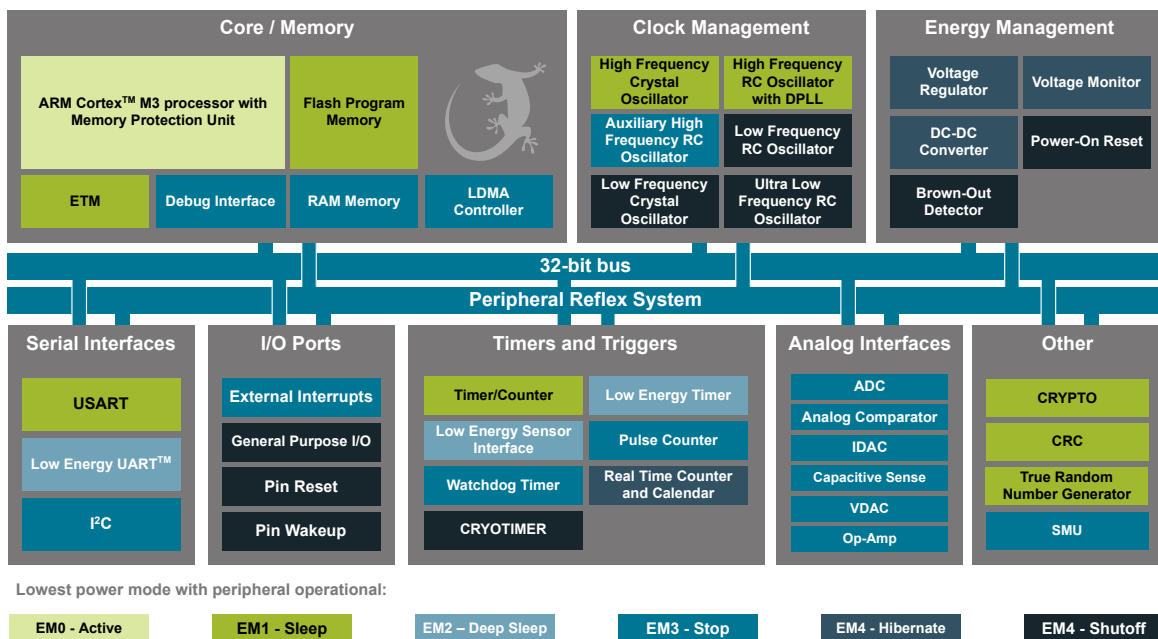 Core / Memory
ARM Cortex™ M3 processor with
Memory Protection Unit
Flash Program
Memory
ETM
Debug Interface
RAM Memory
LDMA
Controller
Clock Management
High Frequency
Crystal
Oscillator
High Frequency
RC Oscillator
with DPLL
Auxiliary High
Frequency RC
Oscillator
Low Frequency
RC Oscillator
Low Frequency
Crystal
Oscillator
Ultra Low
Frequency RC
Oscillator
Energy Management
Voltage
Regulator
Voltage Monitor
DC-DC
Converter
Power-On Reset
Brown-Out
Detector
32-bit bus
Peripheral Reflex System
Serial Interfaces
USART
Low Energy UART™
I²C
I/O Ports
External Interrupts
General Purpose I/O
Pin Reset
Pin Wakeup
Timers and Triggers
Timer/Counter
Low Energy Timer
Low Energy Sensor
Interface
Pulse Counter
Watchdog Timer
Real Time Counter
and Calendar
CRYOTIMER
Analog Interfaces
ADC
Analog Comparator
IDAC
Capacitive Sense
VDAC
Op-Amp
Other
CRYPTO
CRC
True Random
Number Generator
SMU
Lowest power mode with peripheral operational:
EM0 - Active
EM1 - Sleep
EM2 – Deep Sleep
EM3 - Stop
EM4 - Hibernate
EM4 - Shutoff